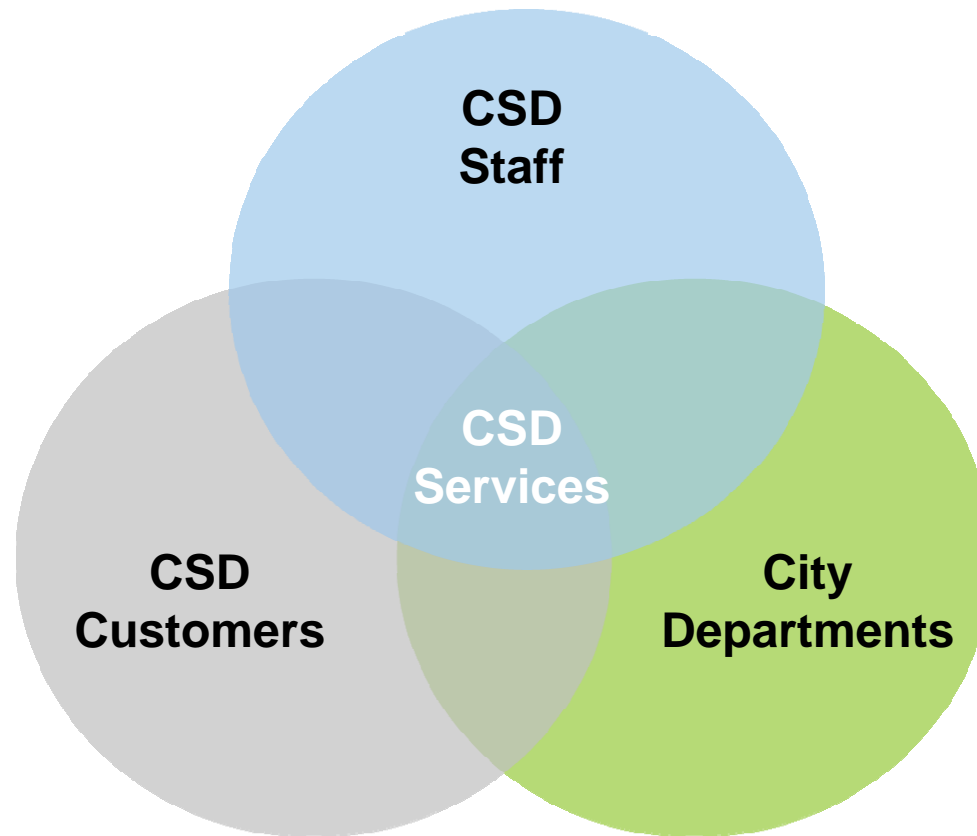 CSD
Staff
CSD
Services
CSD
Customers
City
Departments